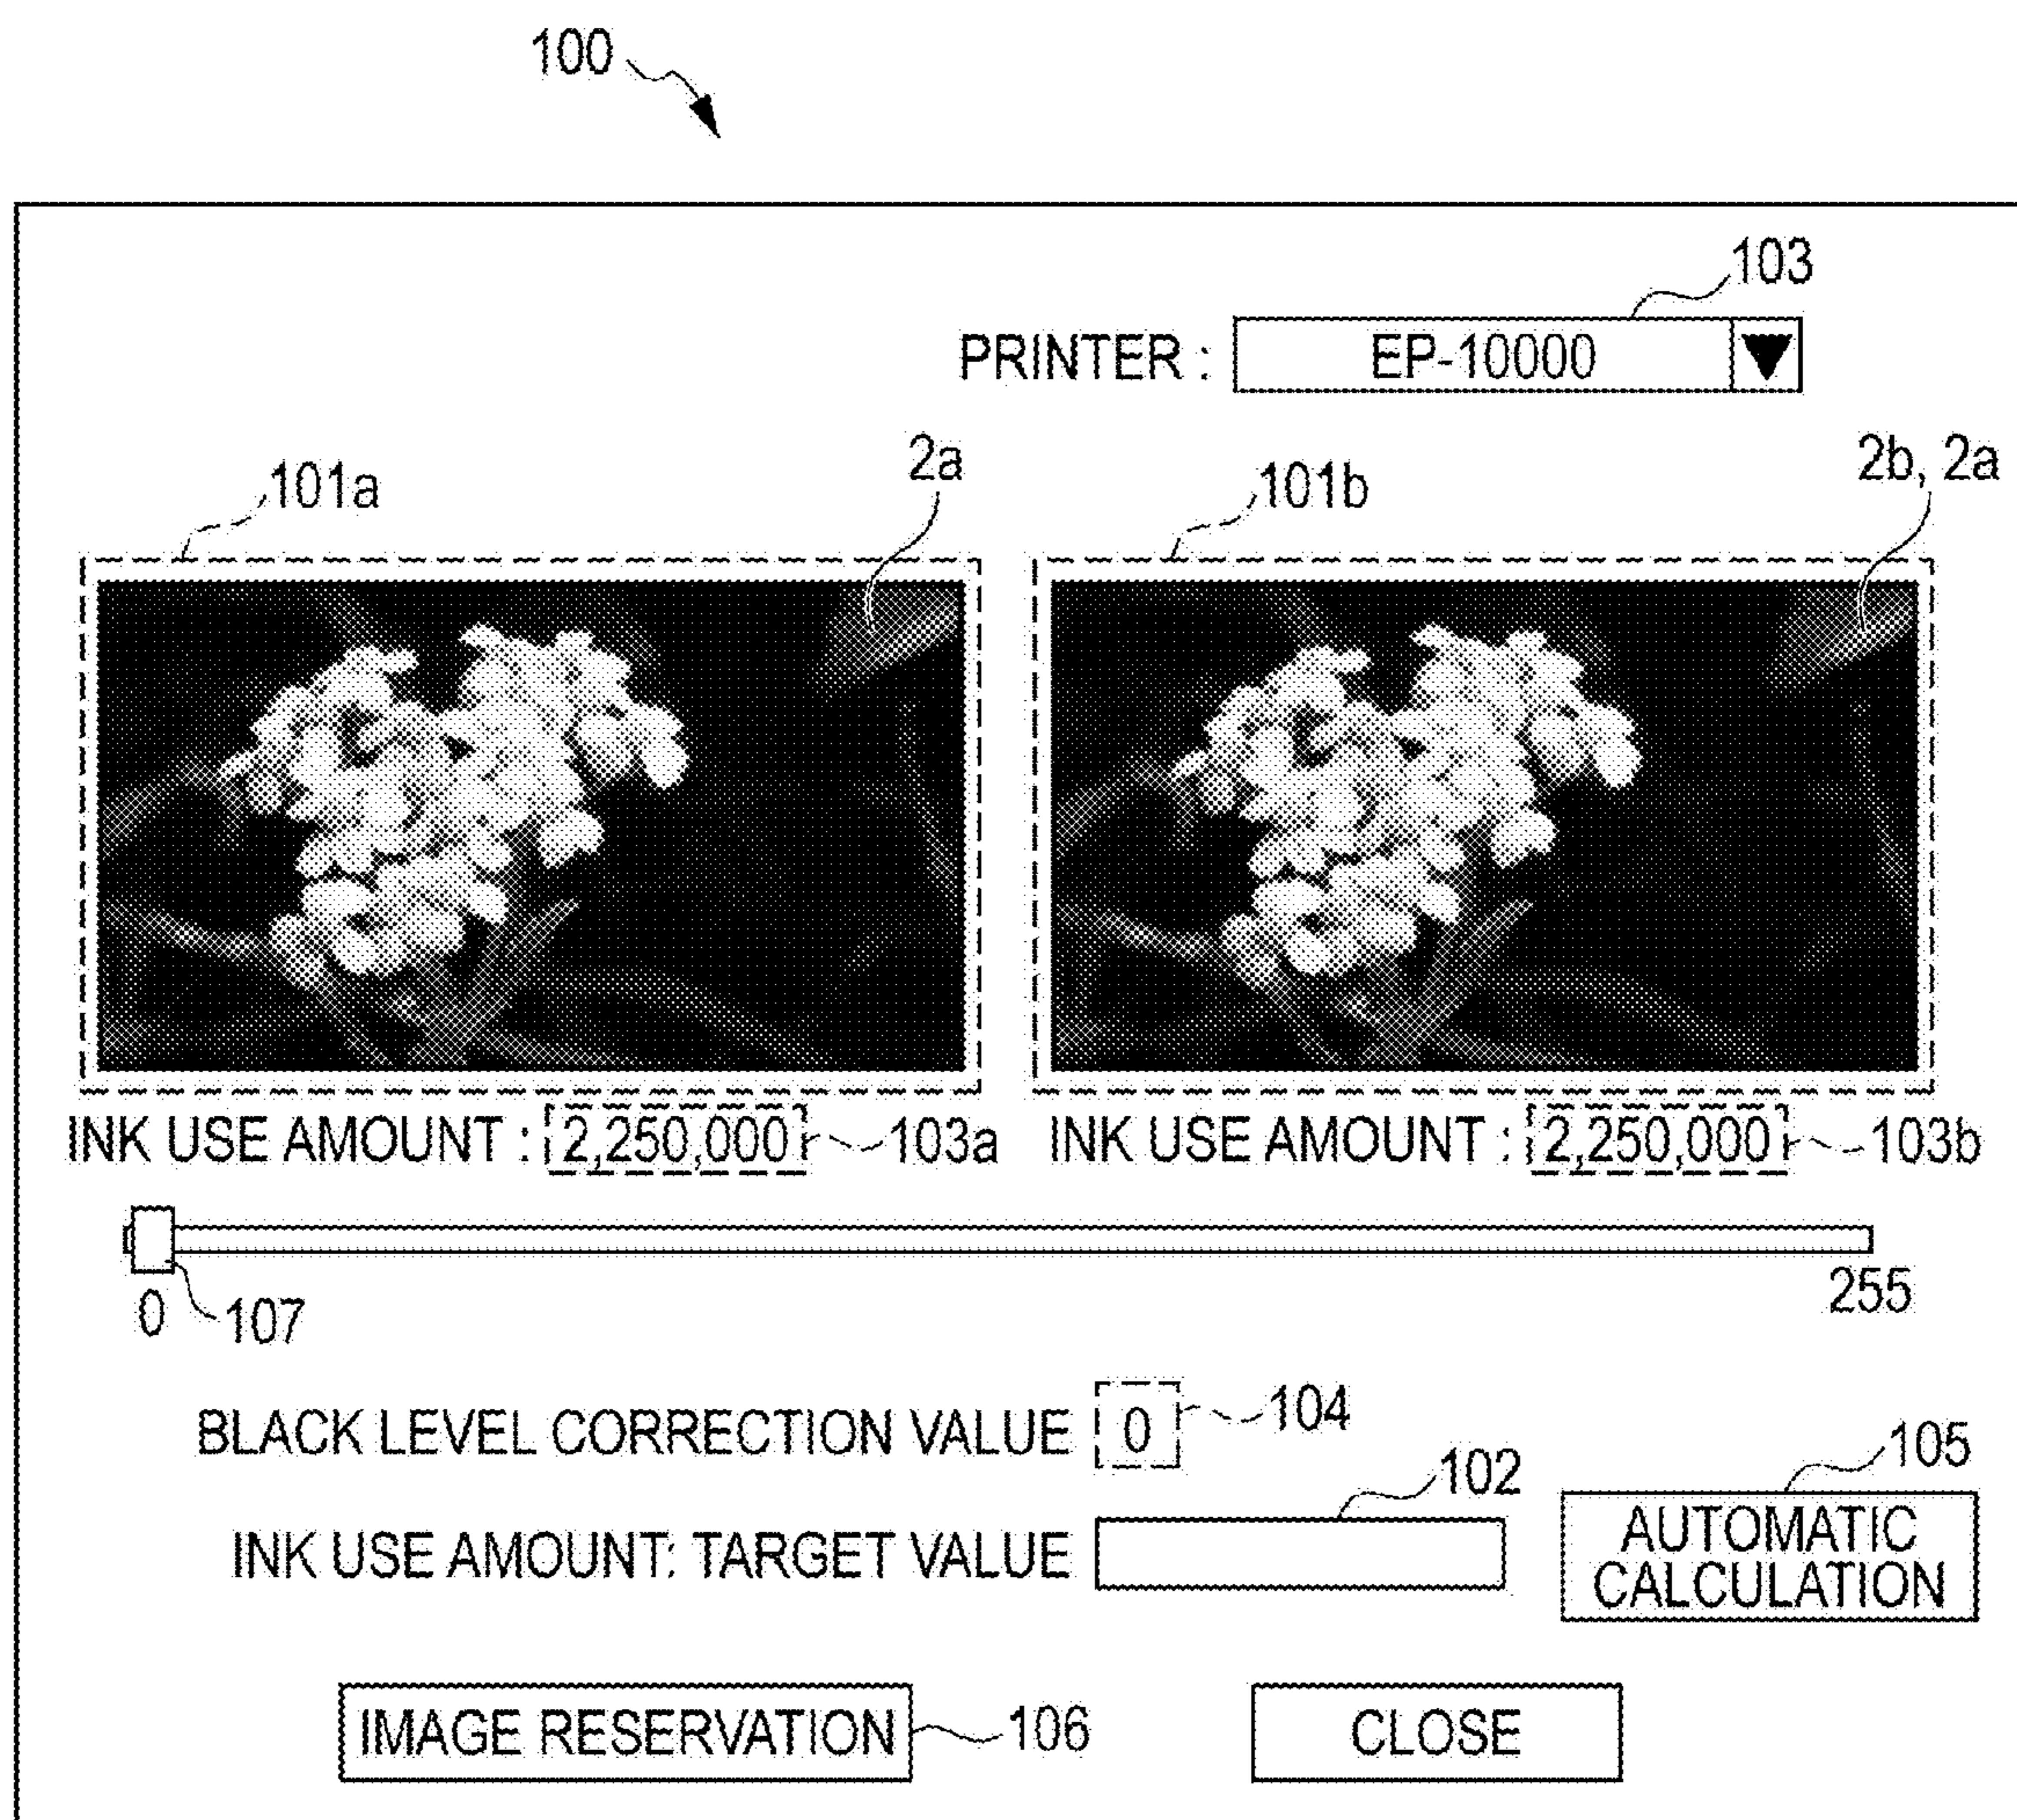 100
103
PRINTER : EP-10000
101a 2a 101b 2b, 2a
INK USE AMOUNT : 2,250,000 103a INK USE AMOUNT : 2,250,000 103b
0 107 255
BLACK LEVEL CORRECTION VALUE 0 104
INK USE AMOUNT: TARGET VALUE 102
105
AUTOMATIC
CALCULATION
IMAGE RESERVATION 106 CLOSE